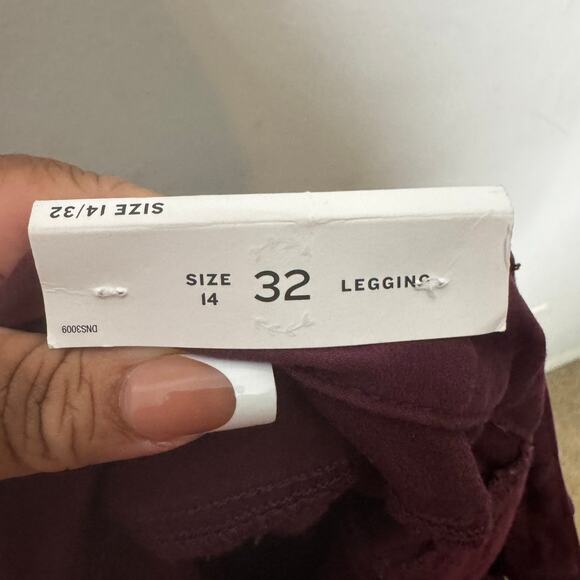 SIZE 14/32
SIZE
14
32
LEGGING
DNS3009